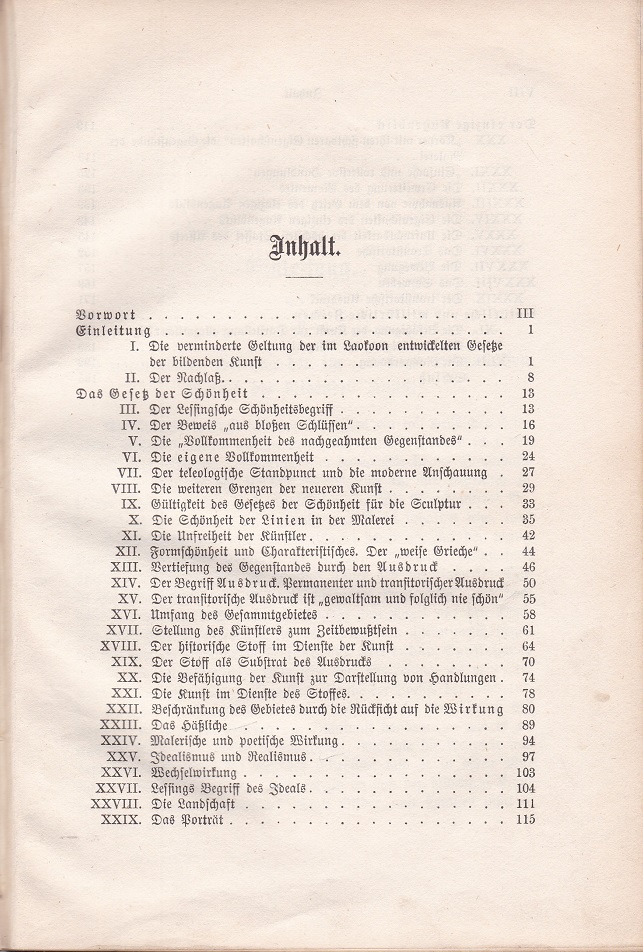 Inhalt.
Vorwort . . . . . . . . . . . . . . . . . . . . . . III
Einleitung . . . . . . . . . . . . . . . . . . . . . 1
I. Die verminderte Geltung der im Laokoon entwickelten Gesetze
der bildenden Kunst . . . . . . . . . . . . . . . 1
II. Der Nachlaß. . . . . . . . . . . . . . . . . . 8
Das Gesetz der Schönheit . . . . . . . . . . . . . . . 13
III. Der Lessingsche Schönheitsbegriff . . . . . . . . . . 13
IV. Der Beweis „aus bloßen Schlüssen“ . . . . . . . . . 16
V. Die „Vollkommenheit des nachgeahmten Gegenstandes“ . . . 19
VI. Die eigene Vollkommenheit . . . . . . . . . . . . 24
VII. Der teleologische Standpunct und die moderne Anschauung . 27
VIII. Die weiteren Grenzen der neueren Kunst . . . . . . . 29
IX. Gültigkeit des Gesetzes der Schönheit für die Sculptur . . . 33
X. Die Schönheit der Linien in der Malerei . . . . . . . 35
XI. Die Unfreiheit der Künstler . . . . . . . . . . . . 42
XII. Formschönheit und Charakteristisches. Der „weise Grieche“ . . 44
XIII. Vertiefung des Gegenstandes durch den Ausdruck . . . . 46
XIV. Der Begriff Ausdruck. Permanenter und transitorischer Ausdruck 50
XV. Der transitorische Ausdruck ist „gewaltsam und folglich nie schön“ 55
XVI. Umfang des Gesammtgebietes . . . . . . . . . . . 58
XVII. Stellung des Künstlers zum Zeitbewußtsein . . . . . . 61
XVIII. Der historische Stoff im Dienste der Kunst . . . . . . 64
XIX. Der Stoff als Substrat des Ausdrucks . . . . . . . . 70
XX. Die Befähigung der Kunst zur Darstellung von Handlungen . 74
XXI. Die Kunst im Dienste des Stoffes. . . . . . . . . . 78
XXII. Beschränkung des Gebietes durch die Rücksicht auf die Wirkung 80
XXIII. Das Häßliche . . . . . . . . . . . . . . . . . 89
XXIV. Malerische und poetische Wirkung . . . . . . . . . . 94
XXV. Idealismus und Realismus . . . . . . . . . . . . 97
XXVI. Wechselwirkung . . . . . . . . . . . . . . . . 103
XXVII. Lessings Begriff des Ideals . . . . . . . . . . . . 104
XXVIII. Die Landschaft . . . . . . . . . . . . . . . . 111
XXIX. Das Porträt . . . . . . . . . . . . . . . . . 115